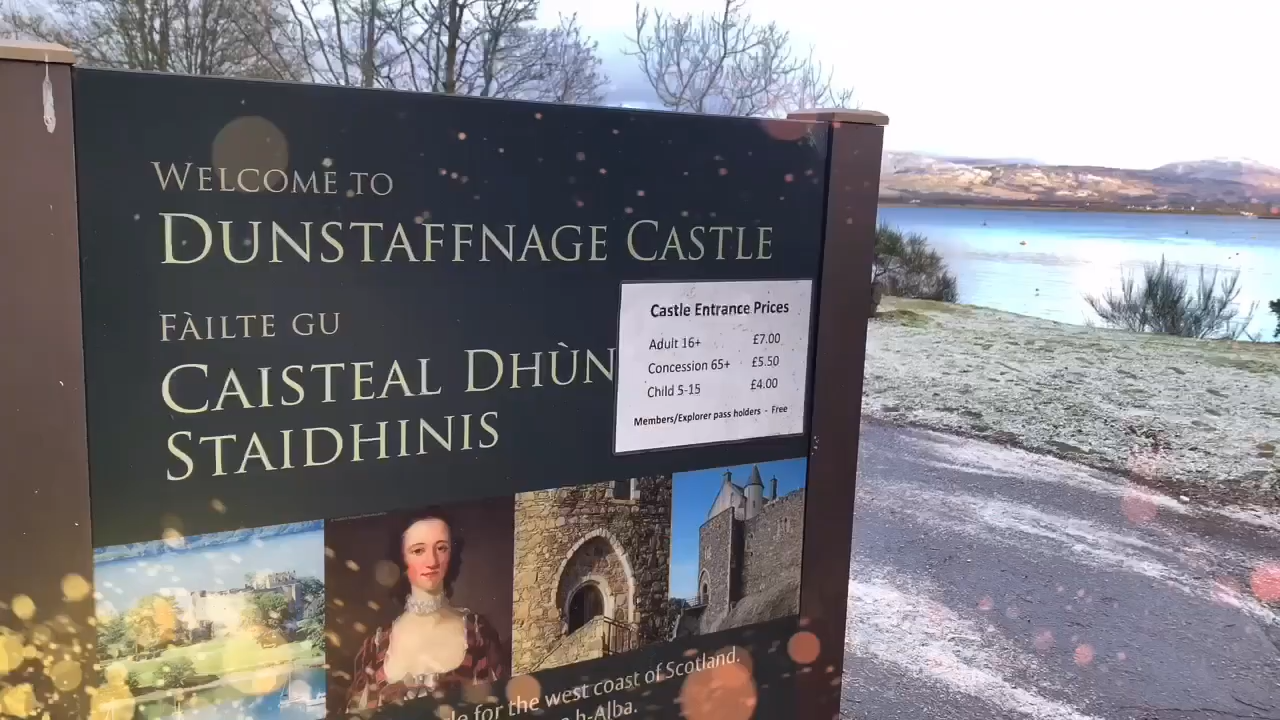 WELCOME TO
DUNSTAFFNAGE CASTLE
FÀILTE GU
CAISTEAL DHÙN
STAIDHINIS
Castle Entrance Prices
Adult 16+ £7.00
Concession 65+ £5.50
Child 5-15 £4.00
Members/Explorer pass holders - Free
for the west coast of Scotland.
h-Alba.